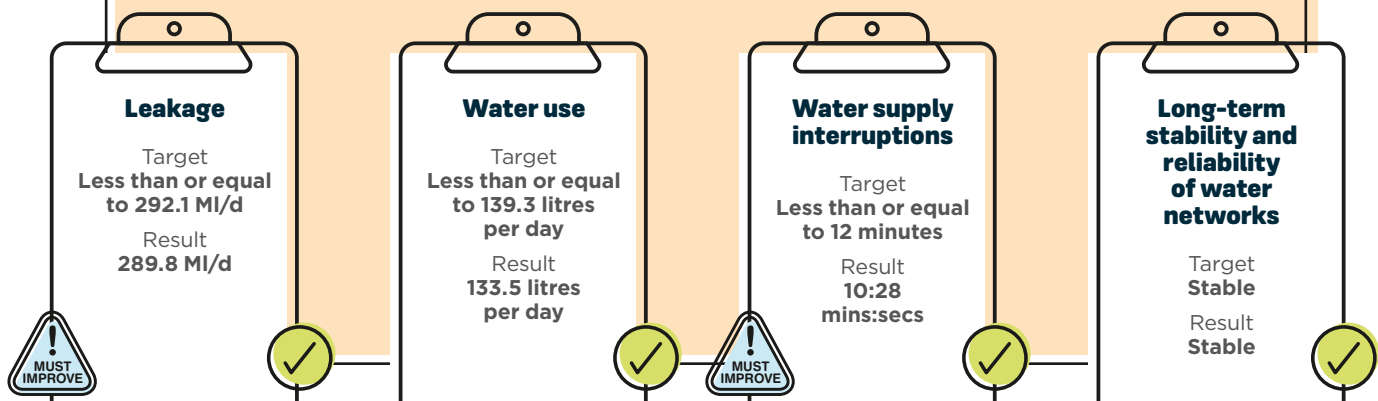 Leakage
Target
Less than or equal
to 292.1 Ml/d
Result
289.8 Ml/d
!
MUST
IMPROVE
Water use
Target
Less than or equal
to 139.3 litres
per day
Result
133.5 litres
per day
Water supply
interruptions
Target
Less than or equal
to 12 minutes
Result
10:28
mins:secs
!
MUST
IMPROVE
Long-term
stability and
reliability
of water
networks
Target
Stable
Result
Stable